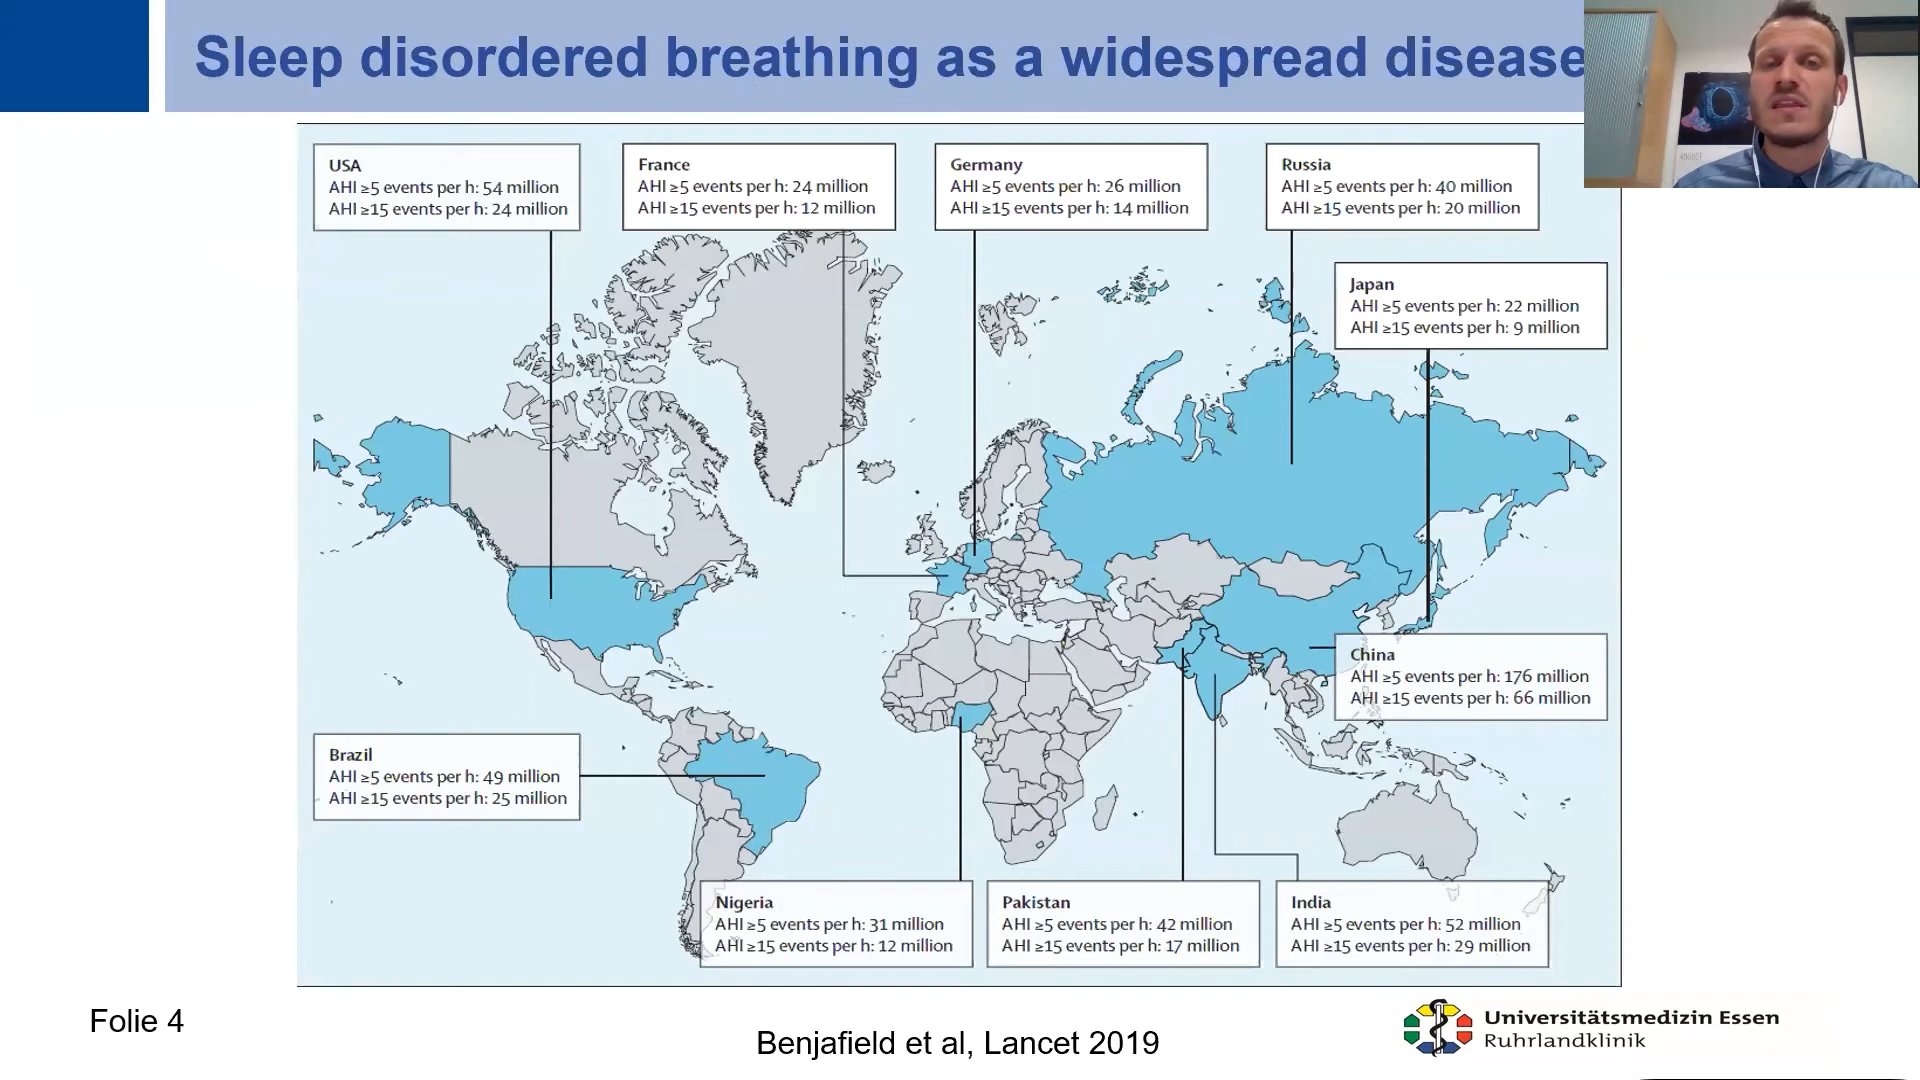 Sleep disordered breathing as a widespread disease
USA
AHI ≥5 events per h: 54 million
AHI ≥15 events per h: 24 million
France
AHI ≥5 events per h: 24 million
AHI ≥15 events per h: 12 million
Germany
AHI ≥5 events per h: 26 million
AHI ≥15 events per h: 14 million
Russia
AHI ≥5 events per h: 40 million
AHI ≥15 events per h: 20 million
Japan
AHI ≥5 events per h: 22 million
AHI ≥15 events per h: 9 million
China
AHI ≥5 events per h: 176 million
AHI ≥15 events per h: 66 million
Brazil
AHI ≥5 events per h: 49 million
AHI ≥15 events per h: 25 million
Nigeria
AHI ≥5 events per h: 31 million
AHI ≥15 events per h: 12 million
Pakistan
AHI ≥5 events per h: 42 million
AHI ≥15 events per h: 17 million
India
AHI ≥5 events per h: 52 million
AHI ≥15 events per h: 29 million
Folie 4
Benjafield et al, Lancet 2019
Universitätsmedizin Essen
Ruhrlandklinik